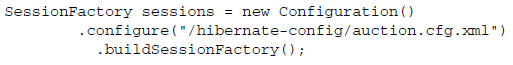 SessionFactory sessions = new Configuration()
.configure("/hibernate-config/auction.cfg.xml")
.buildSessionFactory();